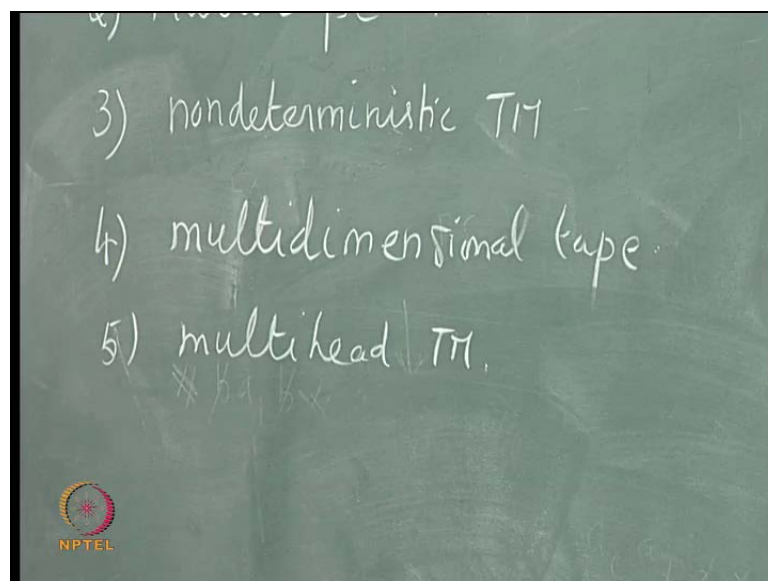 3) nondeterministic TM
4) multidimensional tape.
5) multihead TM.
NPTEL